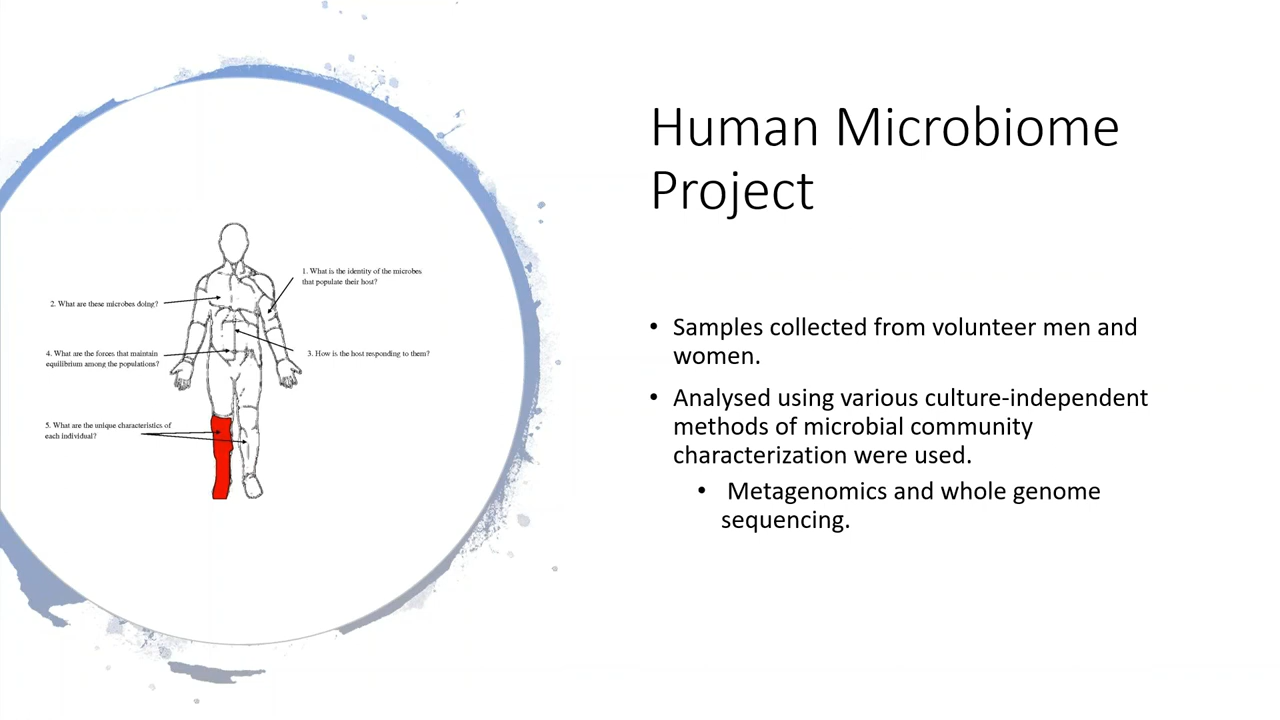 Human Microbiome
Project
1. What is the identity of the microbes
that populate their host?
2. What are these microbes doing?
4. What are the forces that maintain
equilibrium among the populations?
3. How is the host responding to them?
5. What are the unique characteristics of
each individual?
• Samples collected from volunteer men and
women.
• Analysed using various culture-independent
methods of microbial community
characterization were used.
• Metagenomics and whole genome
sequencing.